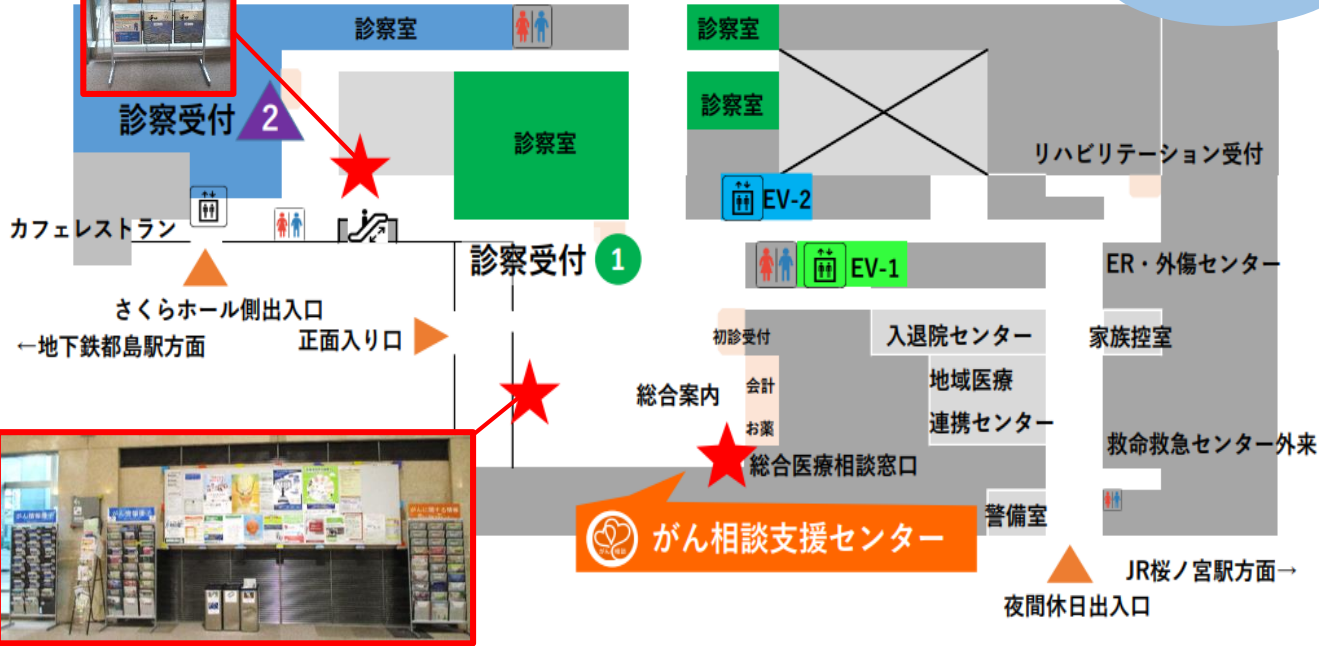 診察室
診察室
診察受付 2
診察室
診察室
リハビリテーション受付
EV-2
カフェレストラン
診察受付 1
EV-1
ER・外傷センター
さくらホール側出入口
←地下鉄都島駅方面
正面入り口
初診受付
入退院センター
家族控室
総合案内
会計
地域医療
連携センター
お薬
総合医療相談窓口
救命救急センター外来
がん相談支援センター
警備室
JR桜ノ宮駅方面→
夜間休日出入口